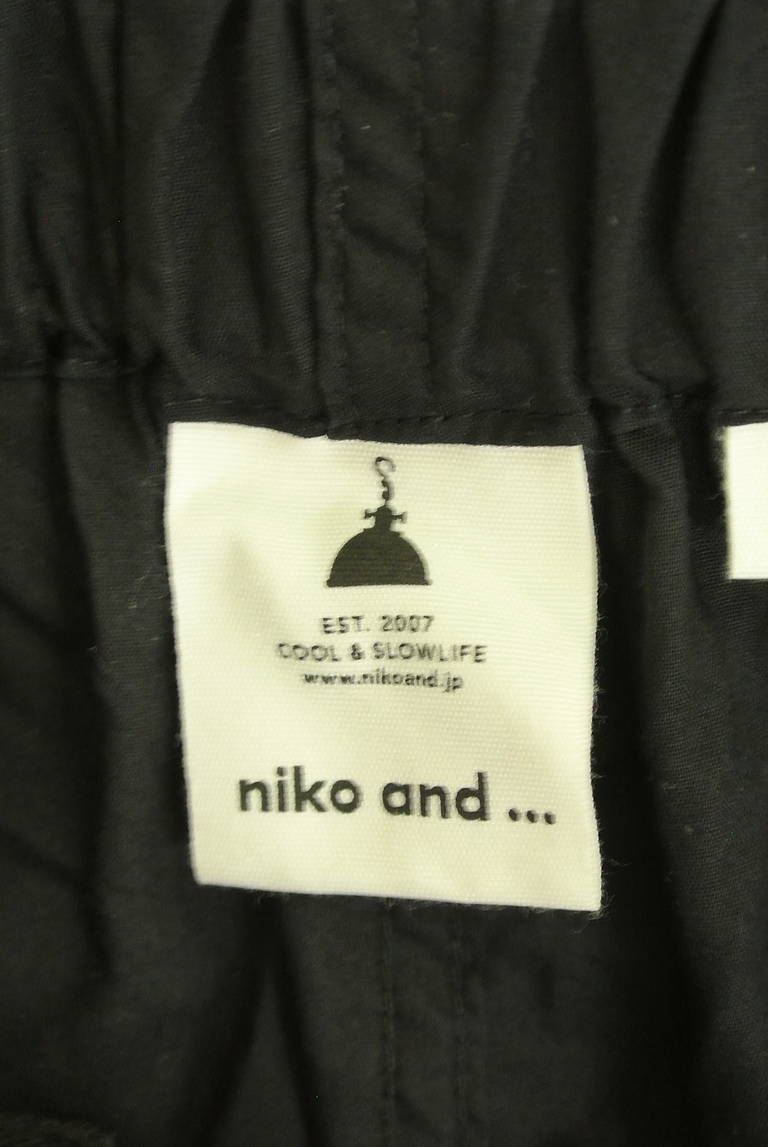 EST. 2007
COOL & SLOWLIFE
www.nikoand.jp
niko and ...